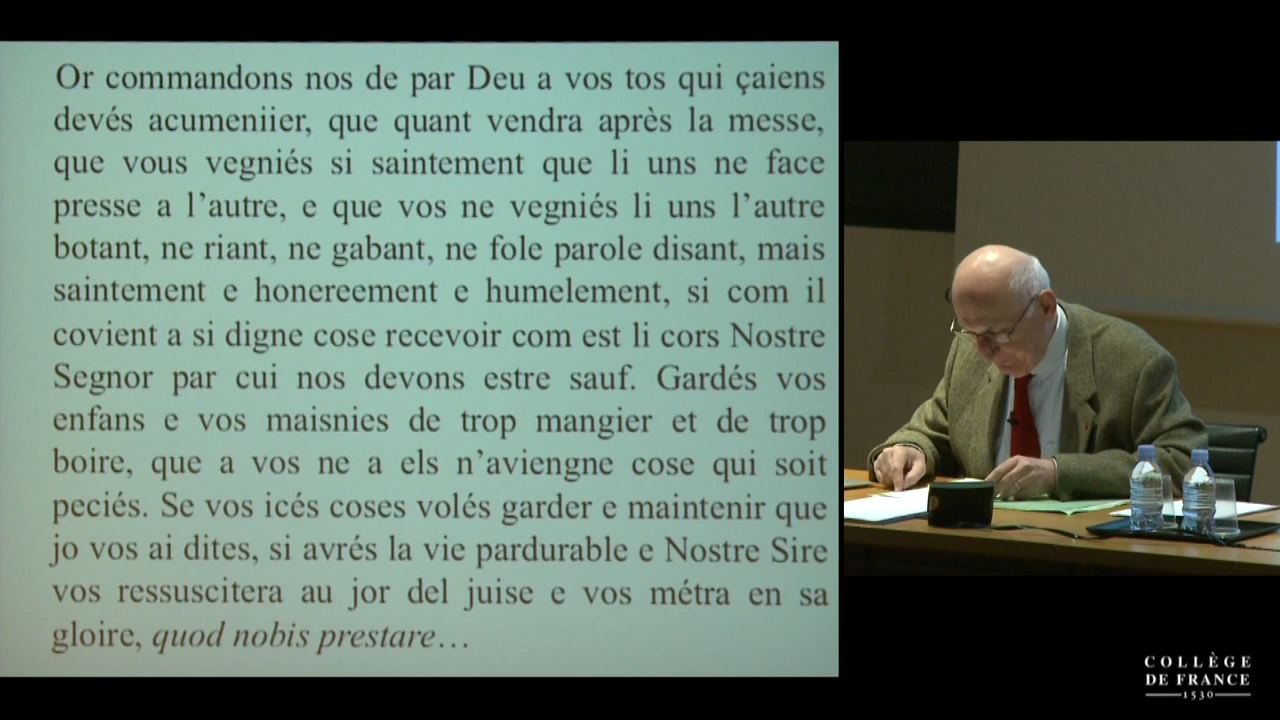 Or commandons nos de par Deu a vos tos qui çaiens
devés acumeniier, que quant vendra après la messe,
que vous vegniés si saintement que li uns ne face
presse a l’autre, e que vos ne vegniés li uns l’autre
botant, ne riant, ne gabant, ne fole parole disant, mais
saintement e honereement e humelement, si com il
covient a si digne cose recevoir com est li cors Nostre
Segnor par cui nos devons estre sauf. Gardés vos
enfans e vos maisnies de trop mangier et de trop
boire, que a vos ne a els n’aviengne cose qui soit
peciés. Se vos icés coses volés garder e maintenir que
jo vos ai dites, si avrés la vie pardurable e Nostre Sire
vos ressuscitera au jor del juise e vos métra en sa
gloire, quod nobis prestare…
COLLÈGE
DE FRANCE
1530